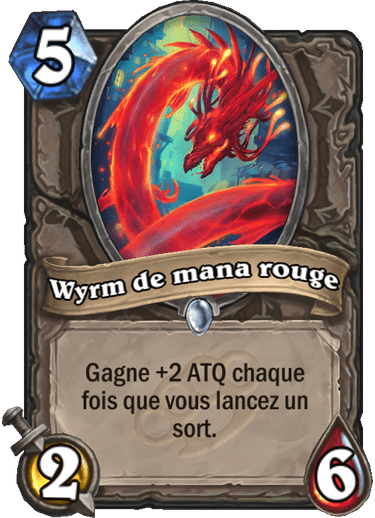 5
Wyrm de mana rouge
Gagne +2 ATQ chaque
fois que vous lancez un
sort.
2
6